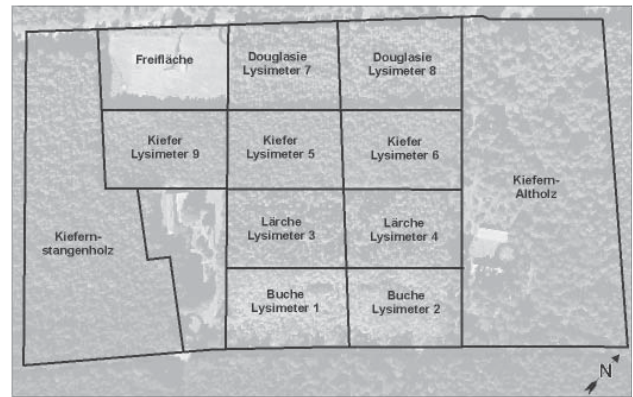 Freifläche
Douglasie
Lysimeter 7
Douglasie
Lysimeter 8
Kiefer
Lysimeter 9
Kiefer
Lysimeter 5
Kiefer
Lysimeter 6
Kiefern-
Altholz
Kiefern-
stangenholz
Lärche
Lysimeter 3
Lärche
Lysimeter 4
Buche
Lysimeter 1
Buche
Lysimeter 2
N